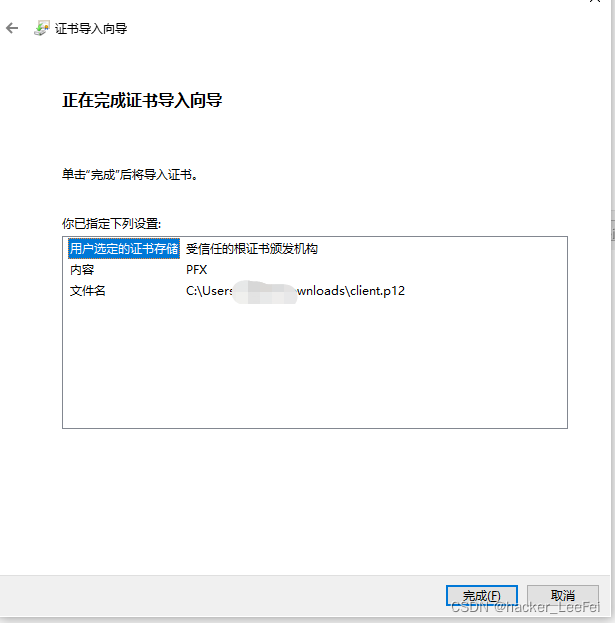 证书导入向导
正在完成证书导入向导
单击“完成”后将导入证书。
你已指定下列设置:
用户选定的证书存储 受信任的根证书颁发机构
内容 PFX
文件名 C:\Users wnloads\client.p12
完成(F) 取消
CSDN @hacker_LeeFei